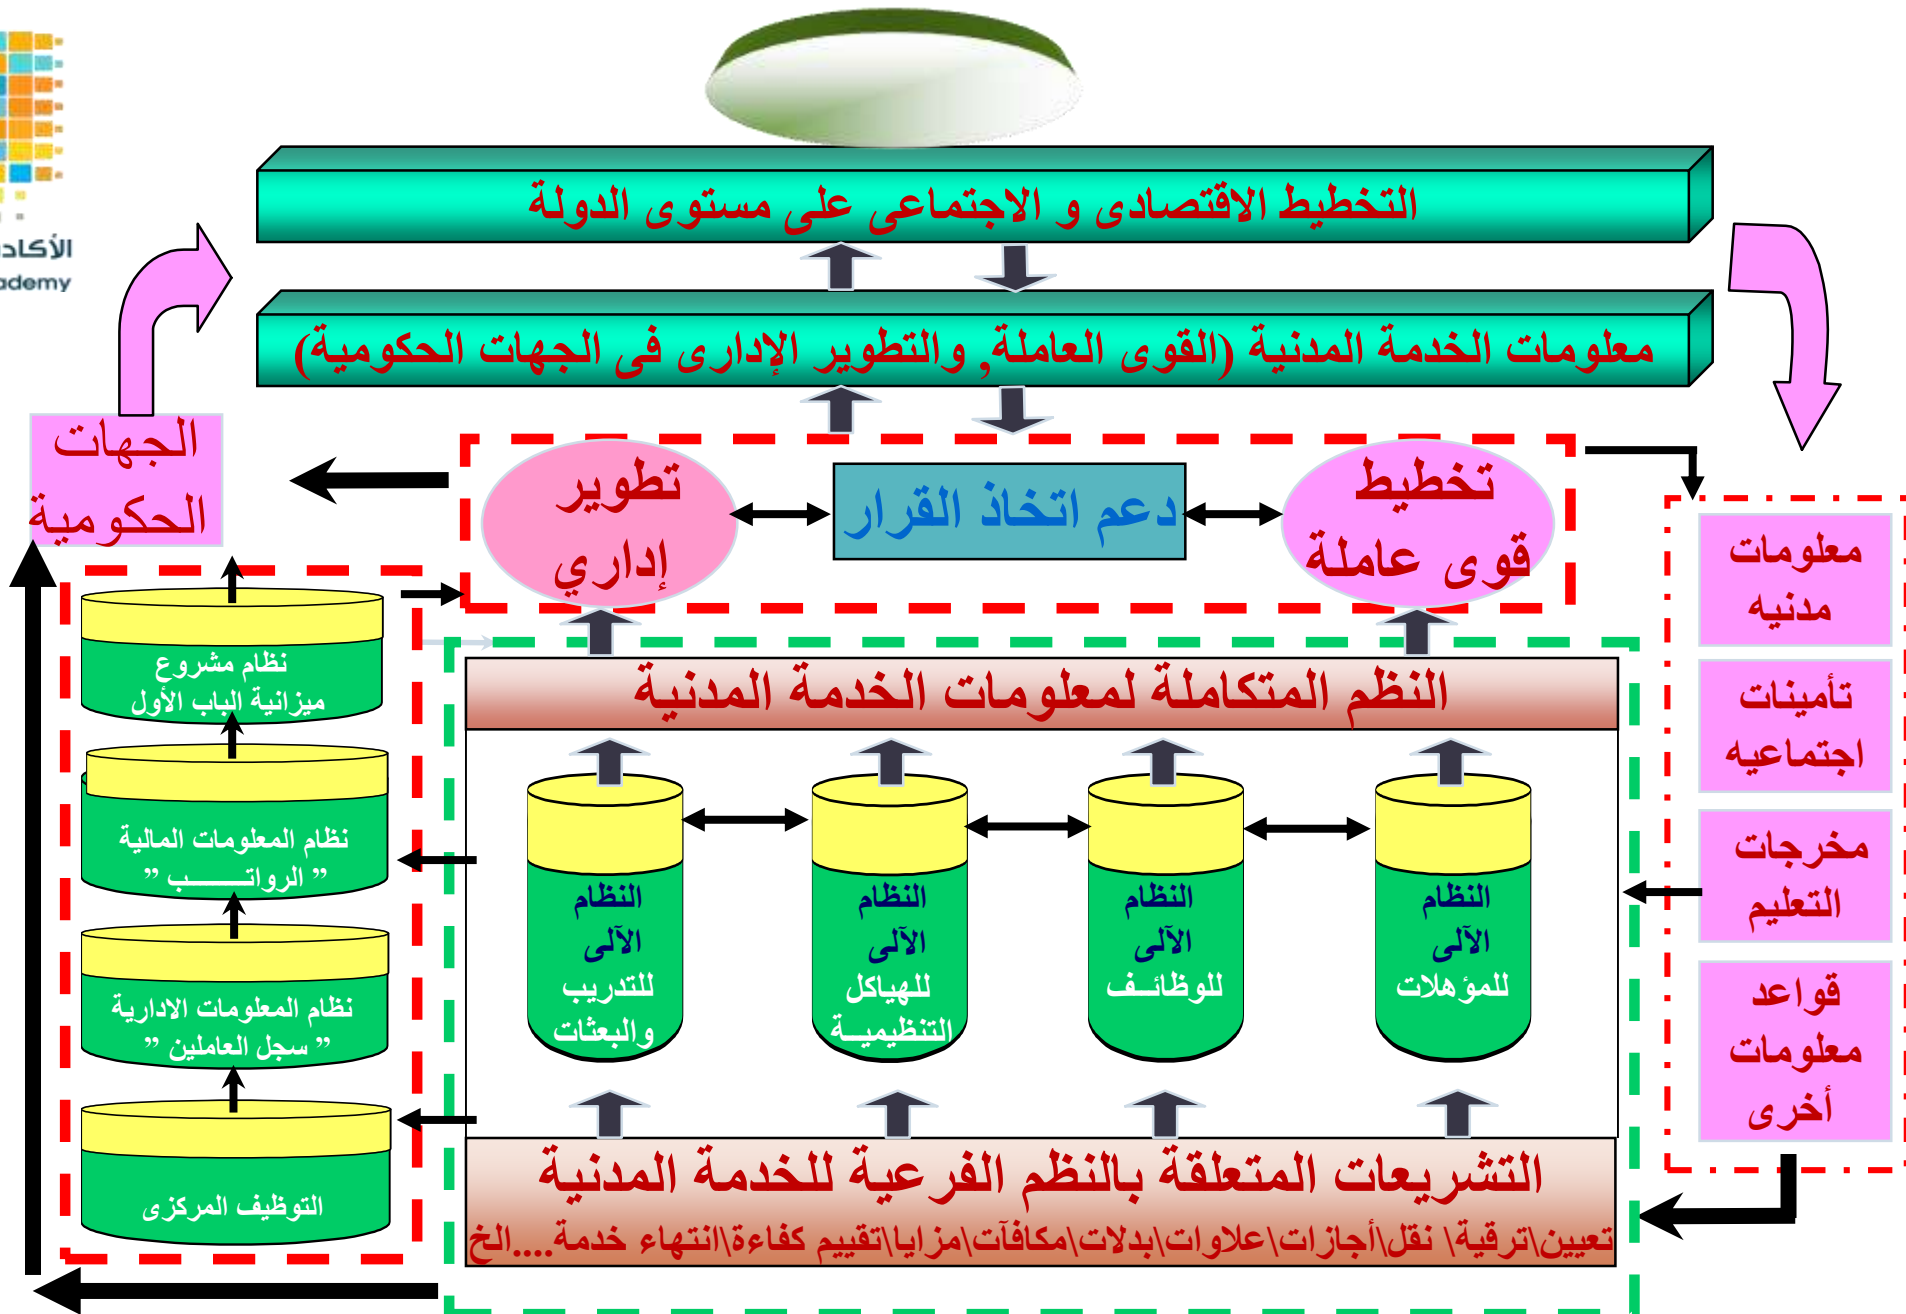 الأكاد
ademy
التخطيط الاقتصادى و الاجتماعى على مستوى الدولة
معلومات الخدمة المدنية (القوى العاملة, والتطوير الإدارى فى الجهات الحكومية)
الجهات
الحكومية
تخطيط
قوى عاملة
دعم اتخاذ القرار
تطوير
إداري
معلومات
مدنيه
تأمينات
اجتماعيه
مخرجات
التعليم
قواعد
معلومات
أخرى
النظم المتكاملة لمعلومات الخدمة المدنية
النظام
الآلى
للمؤهلات
النظام
الآلى
للوظائـف
النظام
الآلى
للهياكل
التنظيميـة
النظام
الآلى
للتدريب
والبعثات
التشريعات المتعلقة بالنظم الفرعية للخدمة المدنية
تعيين\ترقية\ نقل\أجازات\علاوات\بدلات\مكافآت\مزايا\تقييم كفاءة\انتهاء خدمة....الخ
نظام مشروع
ميزانية الباب الأول
نظام المعلومات المالية
” الرواتــــــب ”
نظام المعلومات الادارية
” سجل العاملين ”
التوظيف المركزى